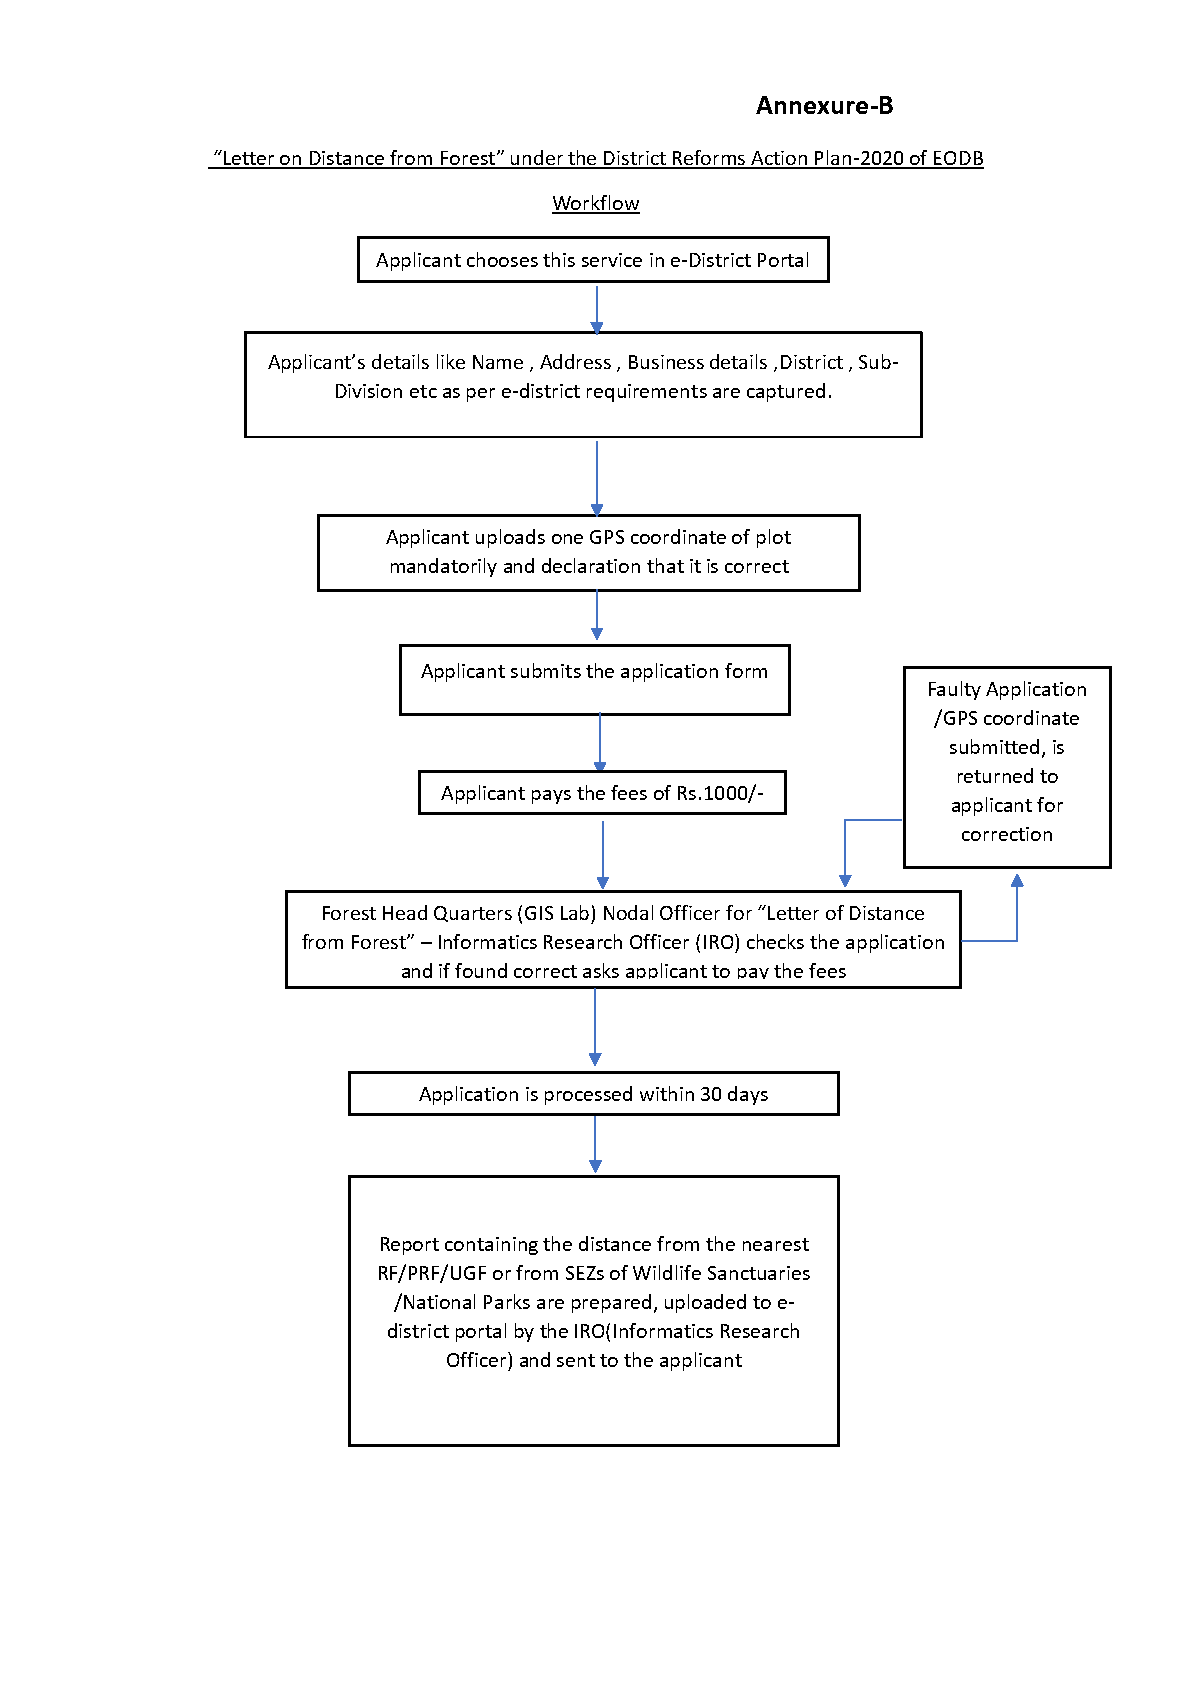 Annexure-B
“Letter on Distance from Forest” under the District Reforms Action Plan-2020 of EODB
Workflow
Applicant chooses this service in e-District Portal
Applicant’s details like Name , Address , Business details ,District , Sub-
Division etc as per e-district requirements are captured.
Applicant uploads one GPS coordinate of plot
mandatorily and declaration that it is correct
Applicant submits the application form
Faulty Application
/GPS coordinate
submitted, is
returned to
applicant for
correction
Applicant pays the fees of Rs.1000/-
Forest Head Quarters (GIS Lab) Nodal Officer for “Letter of Distance
from Forest” – Informatics Research Officer (IRO) checks the application
and if found correct asks applicant to pay the fees
Application is processed within 30 days
Report containing the distance from the nearest
RF/PRF/UGF or from SEZs of Wildlife Sanctuaries
/National Parks are prepared, uploaded to e-
district portal by the IRO(Informatics Research
Officer) and sent to the applicant